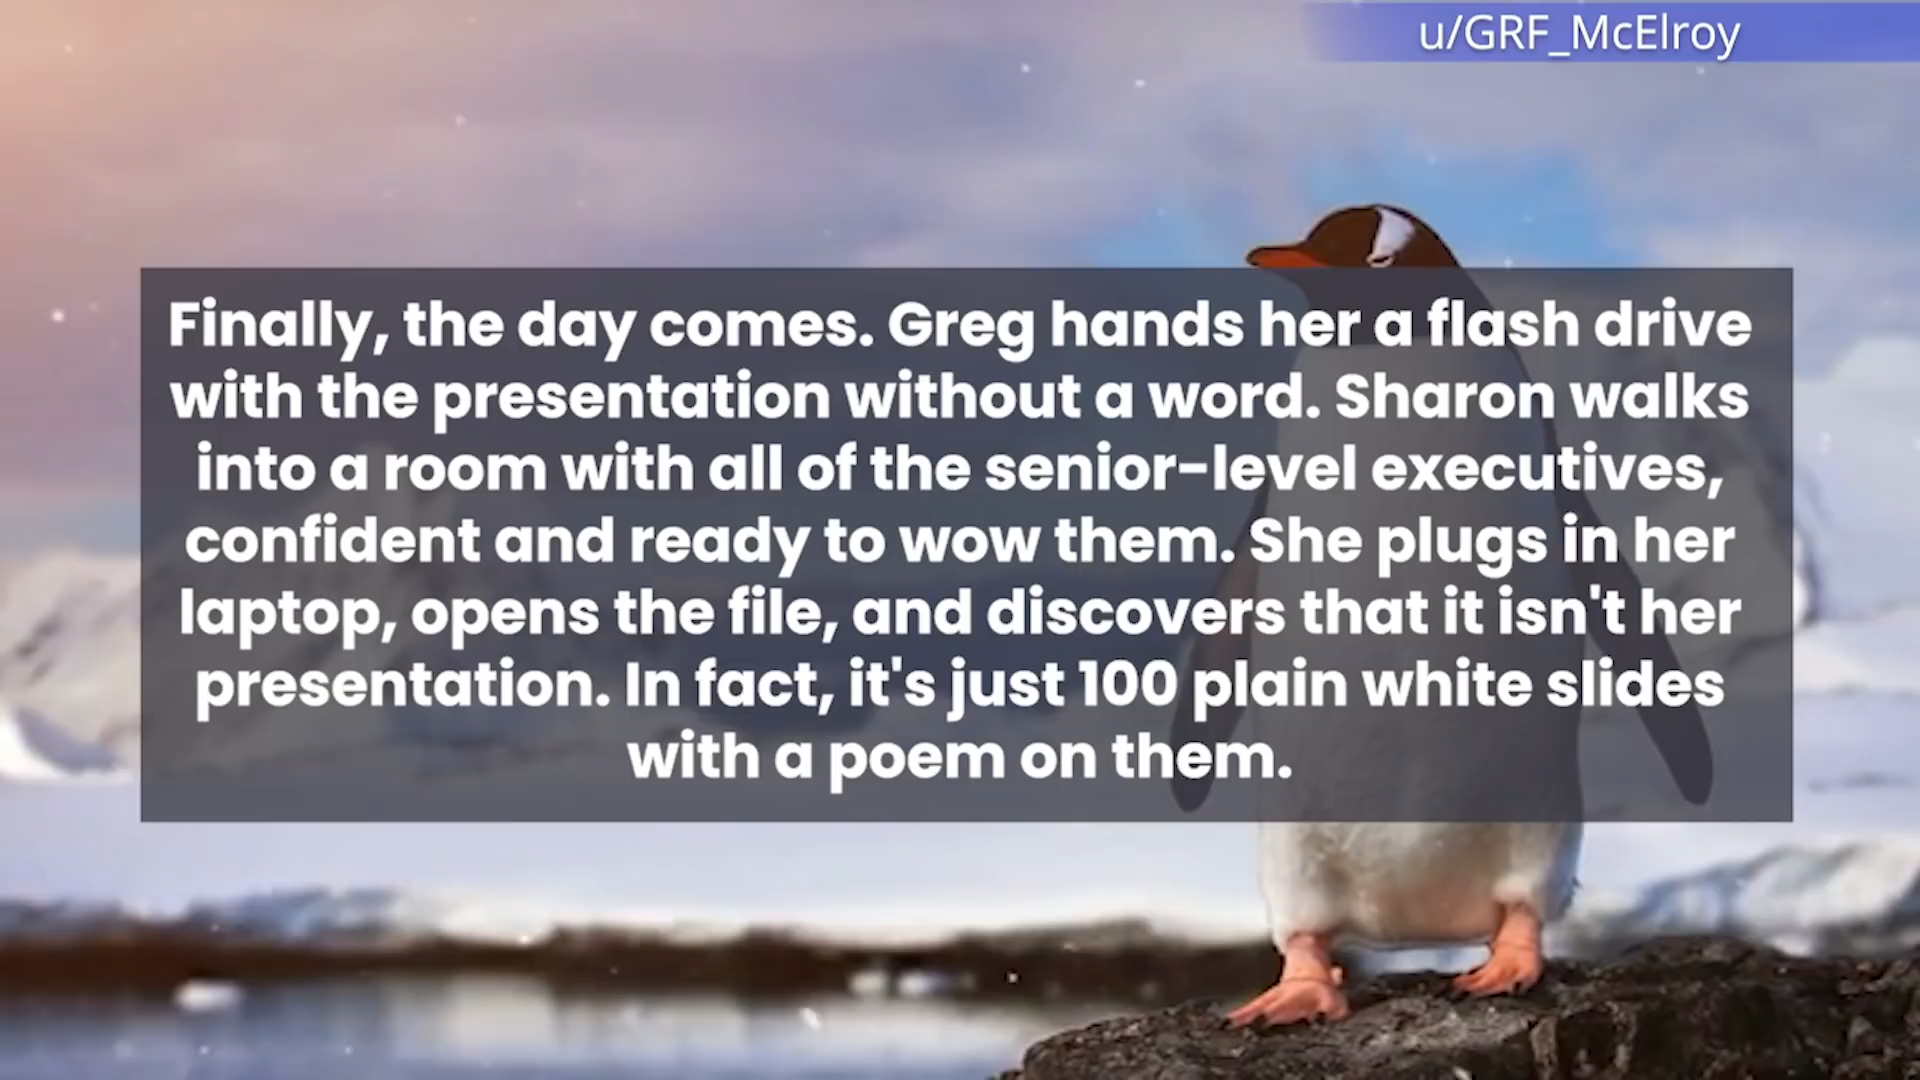 u/GRF_McElroy
Finally, the day comes. Greg hands her a flash drive
with the presentation without a word. Sharon walks
into a room with all of the senior-level executives,
confident and ready to wow them. She plugs in her
laptop, opens the file, and discovers that it isn't her
presentation. In fact, it's just 100 plain white slides
with a poem on them.